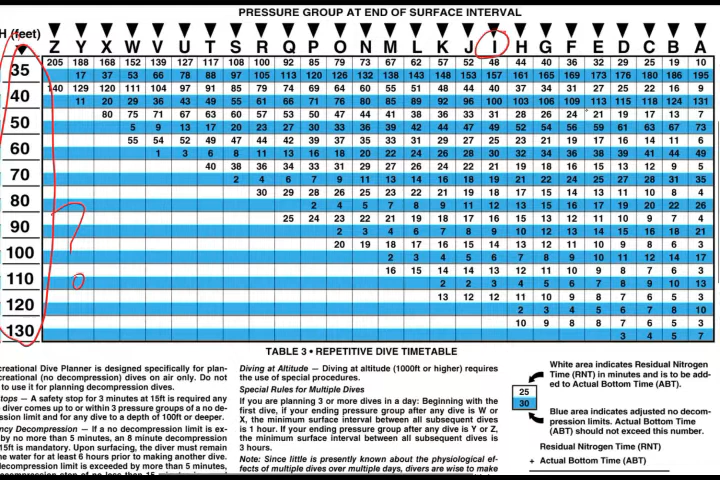 PRESSURE GROUP AT END OF SURFACE INTERVAL
H (feet) Z Y X W V U T S R Q P O N M L K J I H G F E D C B A
35 205 188 168 152 139 127 117 108 100 92 85 79 73 67 62 57 52 48 44 40 36 32 29 25 19 10
17 37 53 66 78 88 97 105 113 120 126 132 138 143 148 153 157 161 165 169 173 176 180 186 195
40 140 129 120 111 104 97 91 85 79 74 69 64 60 55 51 48 44 40 37 34 31 27 25 22 16 9
11 20 29 36 43 49 55 61 66 71 76 80 85 89 92 96 100 103 106 109 113 115 118 124 131
50 80 75 71 67 63 60 57 53 50 47 44 41 38 36 33 31 28 26 24 21 19 17 13 7
5 9 13 17 20 23 27 30 33 36 39 42 44 47 49 52 54 56 59 61 63 67 73
60 55 54 52 49 47 44 42 39 37 35 33 31 29 27 25 23 21 19 17 16 14 11 6
1 3 6 8 11 13 16 18 20 22 24 26 28 30 32 34 36 38 39 41 44 49
70 40 38 36 34 33 31 29 27 26 24 22 21 19 18 16 15 13 12 9 5
2 4 6 7 9 11 13 14 16 18 19 21 22 24 25 27 28 31 35
80 30 29 28 26 25 23 22 21 19 18 17 15 14 13 11 10 8 4
2 4 5 7 8 9 11 12 13 15 16 17 19 20 22 26
90 25 24 23 22 21 19 18 17 16 15 13 12 11 10 9 7 4
2 3 4 6 7 8 9 10 12 13 14 15 16 18 21
100 20 19 18 17 16 15 14 13 12 11 10 9 8 6 3
2 3 4 5 6 7 8 9 10 11 12 14 17
110 16 15 14 13 13 12 11 10 9 8 7 6 3
2 2 3 4 5 6 7 8 9 10 13
120 13 12 12 11 10 9 8 7 6 5 3
2 3 4 5 6 7 8 10
130 10 9 8 8 7 6 5 3
3 4 5 7
?
TABLE 3 • REPETITIVE DIVE TIMETABLE
creational Dive Planner is designed specifically for plan-
creational (no decompression) dives on air only. Do not
to use it for planning decompression dives.
tops — A safety stop for 3 minutes at 15ft is required any
diver comes up to or within 3 pressure groups of a no de-
ssion limit and for any dive to a depth of 100ft or deeper.
ncy Decompression — If a no decompression limit is ex-
by no more than 5 minutes, an 8 minute decompression
15ft is mandatory. Upon surfacing, the diver must remain
he water for at least 6 hours prior to making another dive.
decompression limit is exceeded by more than 5 minutes,
Diving at Altitude — Diving at altitude (1000ft or higher) requires
the use of special procedures.
Special Rules for Multiple Dives
If you are planning 3 or more dives in a day: Beginning with the
first dive, if your ending pressure group after any dive is W or
X, the minimum surface interval between all subsequent dives
is 1 hour. If your ending pressure group after any dive is Y or Z,
the minimum surface interval between all subsequent dives is
3 hours.
Note: Since little is presently known about the physiological ef-
fects of multiple dives over multiple days, divers are wise to make
25
30
White area indicates Residual Nitrogen
Time (RNT) in minutes and is to be add-
ed to Actual Bottom Time (ABT).
Blue area indicates adjusted no decom-
pression limits. Actual Bottom Time
(ABT) should not exceed this number.
Residual Nitrogen Time (RNT)
+ Actual Bottom Time (ABT)